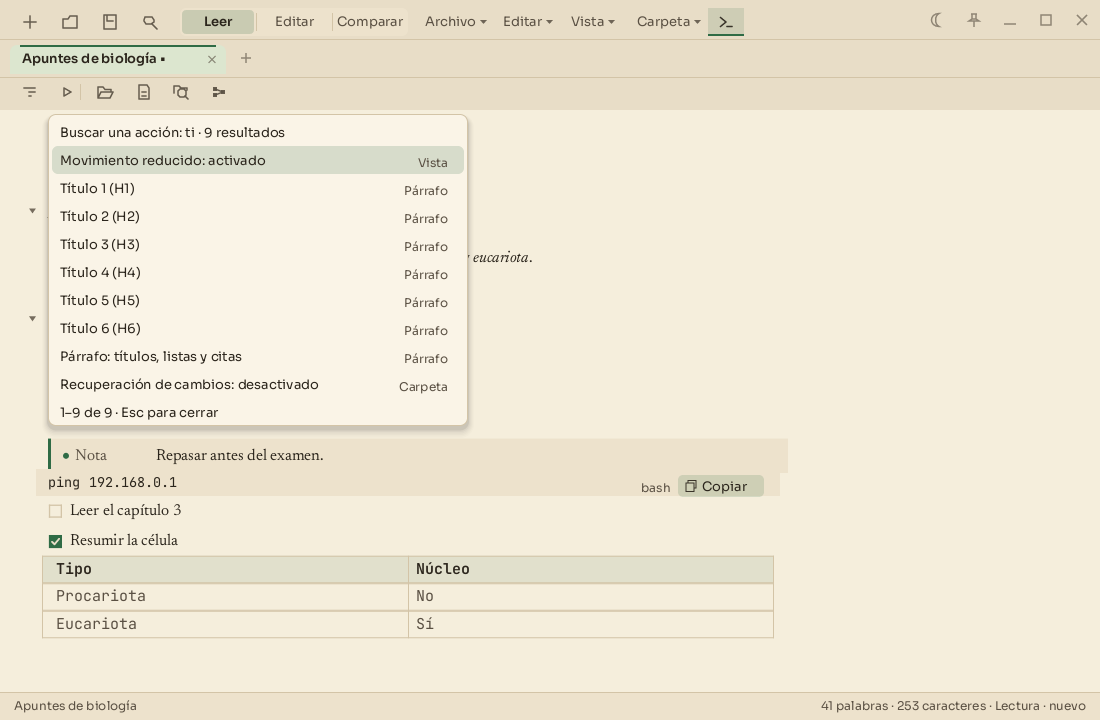 Leer
Editar
Comparar
Archivo
Editar
Vista
Carpeta
Apuntes de biología •
Buscar una acción: ti · 9 resultados
Movimiento reducido: activado Vista
Título 1 (H1) Párrafo
Título 2 (H2) Párrafo
Título 3 (H3) Párrafo
Título 4 (H4) Párrafo
Título 5 (H5) Párrafo
Título 6 (H6) Párrafo
Párrafo: títulos, listas y citas Párrafo
Recuperación de cambios: desactivado Carpeta
1–9 de 9 · Esc para cerrar
y eucariota.
• Nota Repasar antes del examen.
ping 192.168.0.1
bash Copiar
Leer el capítulo 3
Resumir la célula
Tipo Núcleo
Procariota No
Eucariota Sí
Apuntes de biología
41 palabras · 253 caracteres · Lectura · nuevo